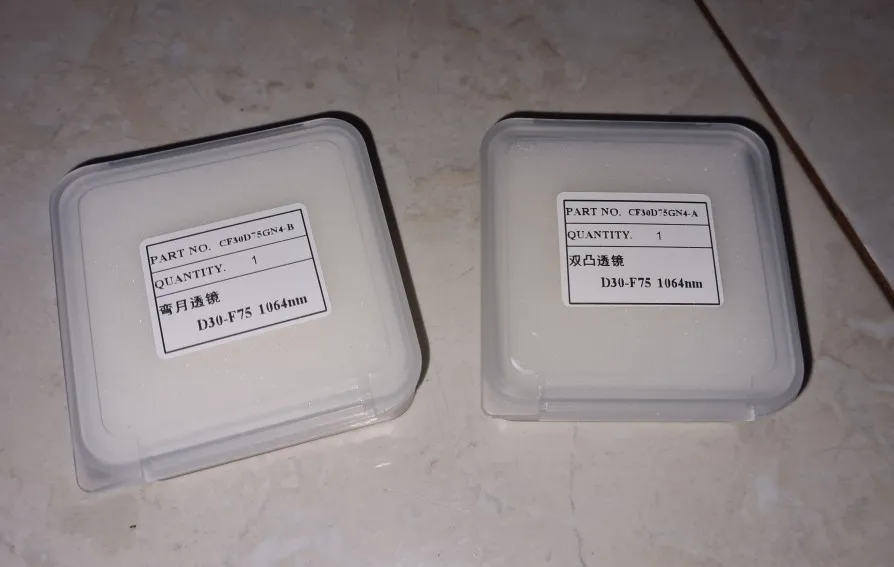 PART NO. CF30D75GN4-B
QUANTITY. 1
弯月透镜
D30-F75 1064nm
PART NO. CF30D75GN4-A
QUANTITY. 1
双凸透镜
D30-F75 1064nm